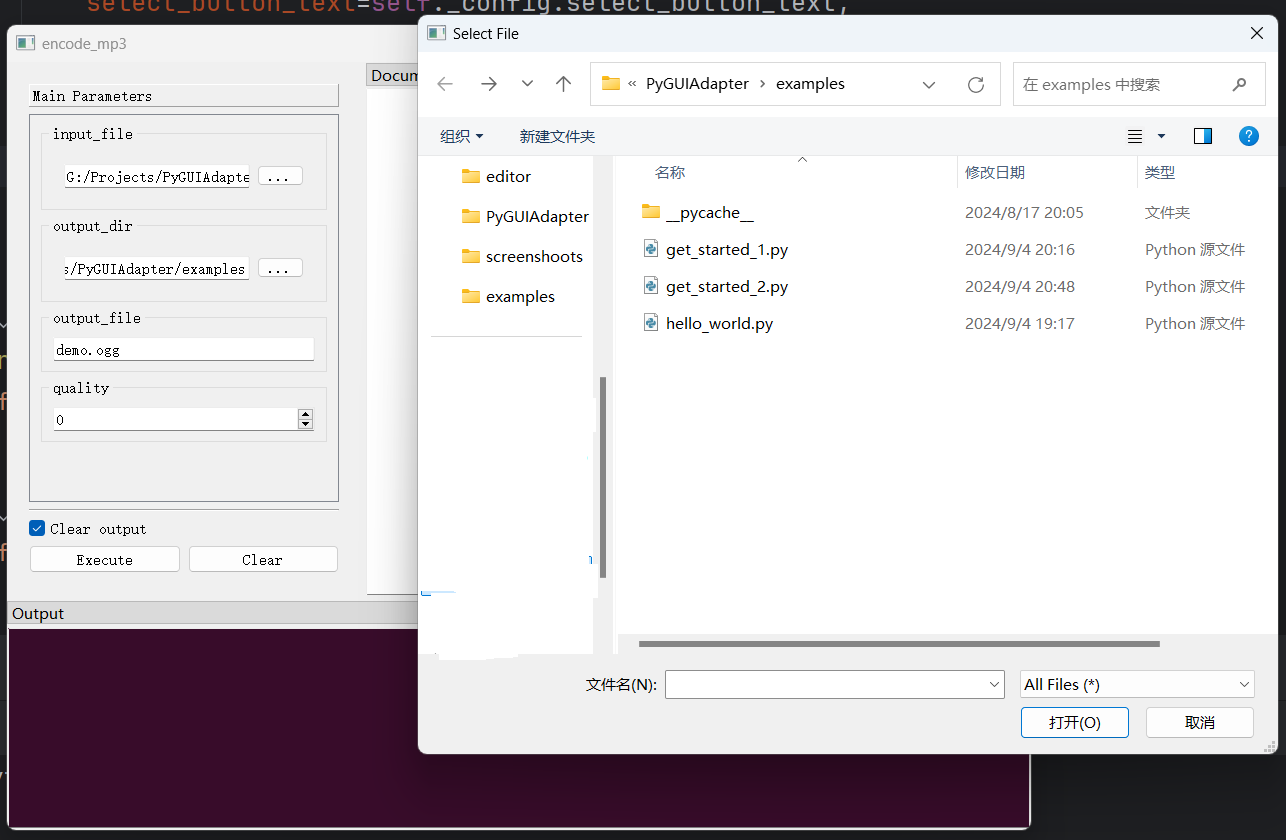 select_button_text=self._config.select_button_text,
encode_mp3
Main Parameters
input_file
G:/Projects/PyGUIAdapte
...
output_dir
s/PyGUIAdapter/examples
...
output_file
demo.ogg
quality
0
Clear output
Execute
Clear
Output
Docum
Select File
« PyGUIAdapter › examples
在 examples 中搜索
组织
新建文件夹
?
editor
PyGUIAdapter
screenshoots
examples
名称 修改日期 类型
__pycache__ 2024/8/17 20:05 文件夹
get_started_1.py 2024/9/4 20:16 Python 源文件
get_started_2.py 2024/9/4 20:48 Python 源文件
hello_world.py 2024/9/4 19:17 Python 源文件
文件名(N):
All Files (*)
打开(O)
取消